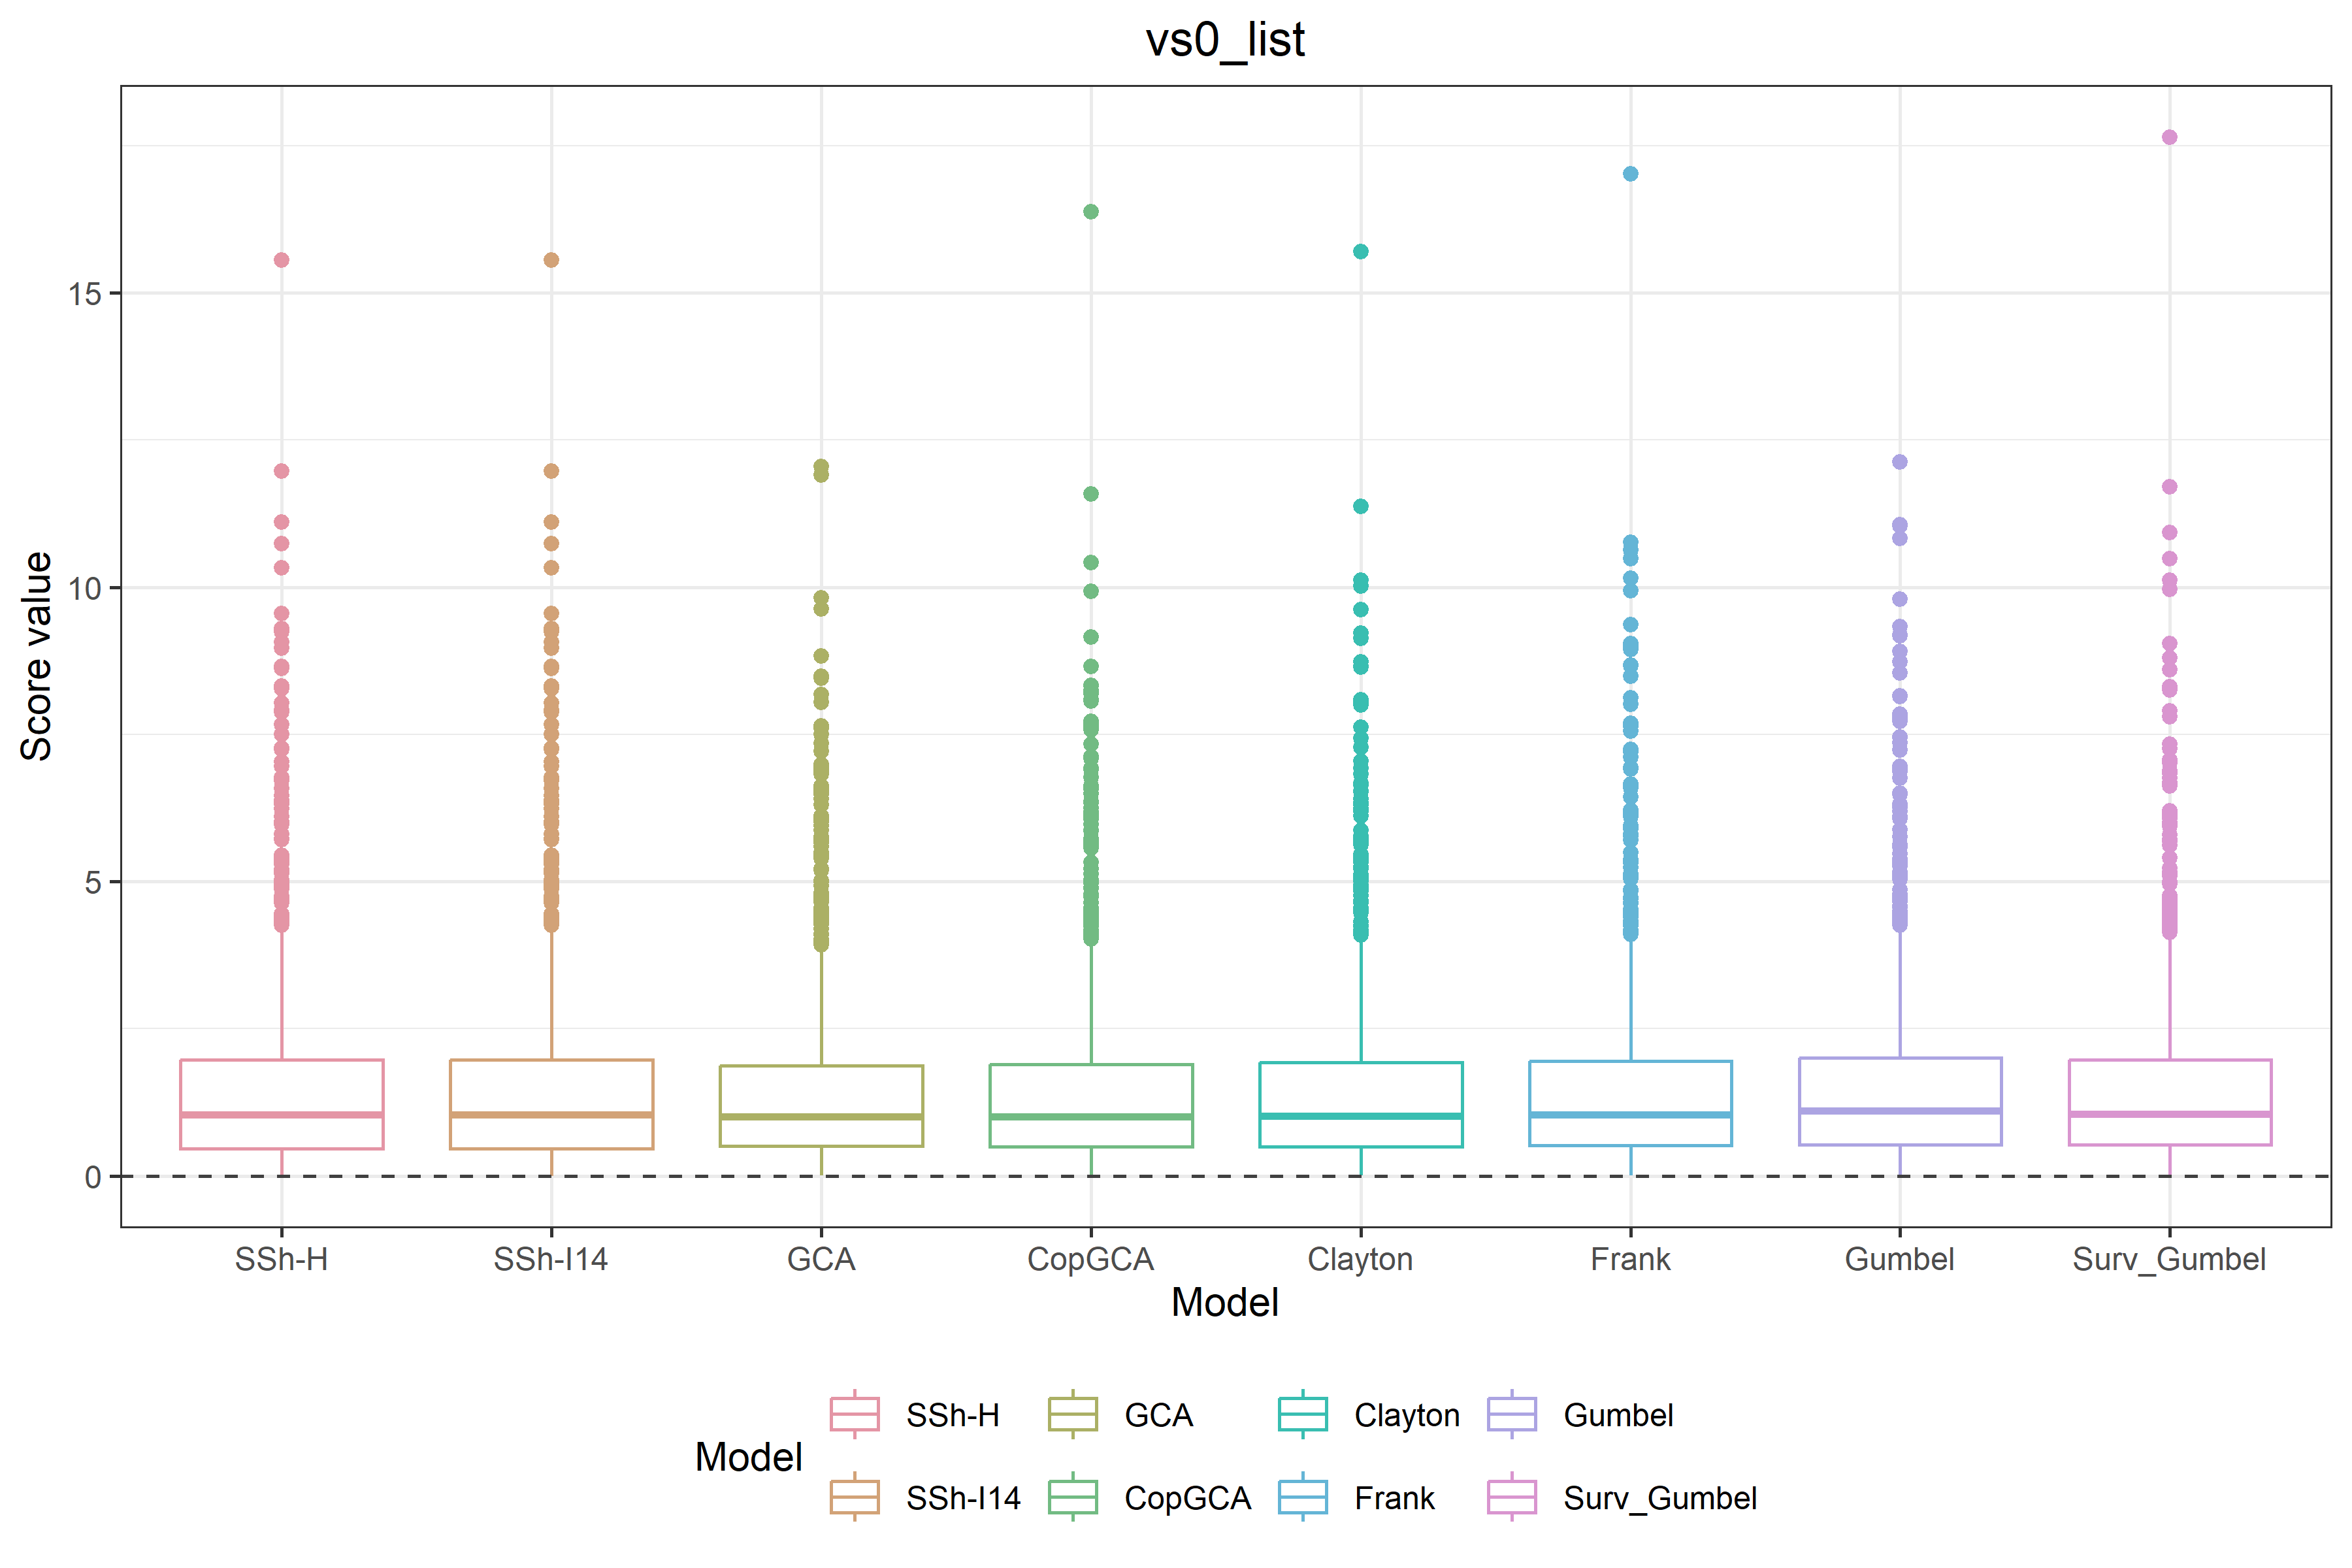 vs0_list
Score value
15
10
5
0
SSh-H SSh-I14 GCA CopGCA Clayton Frank Gumbel Surv_Gumbel
Model
Model
SSh-H GCA Clayton Gumbel
SSh-I14 CopGCA Frank Surv_Gumbel